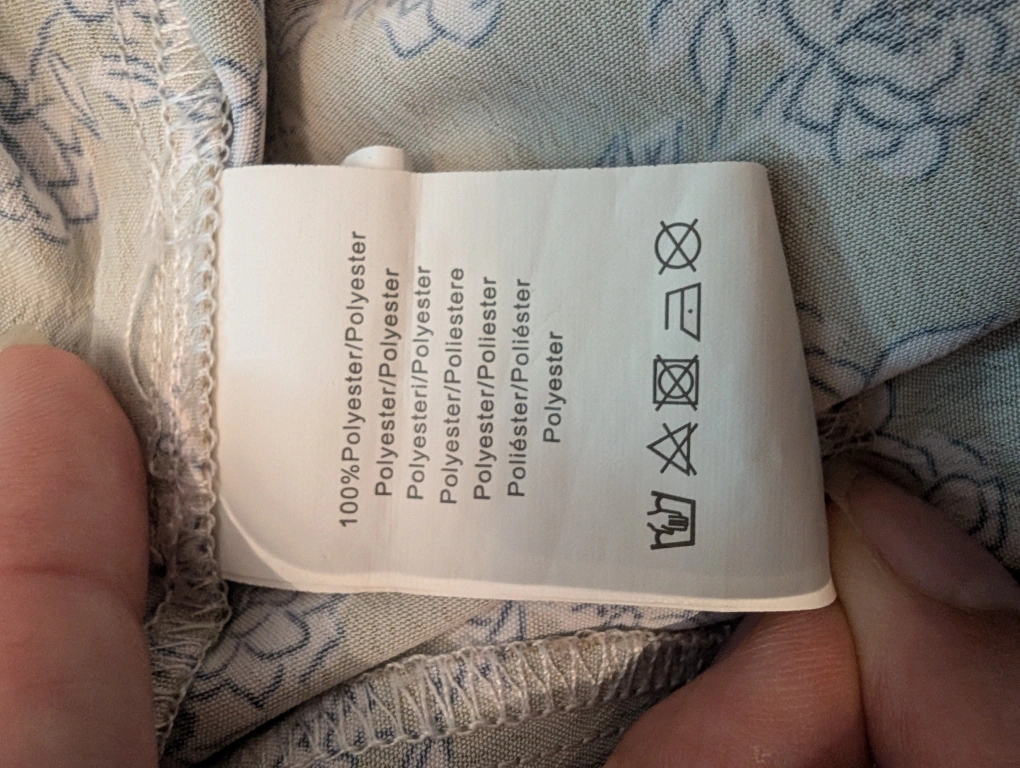 100%Polyester/Polyester
Polyester/Polyester
Polyesteri/Polyester
Polyester/Poliestere
Polyester/Poliester
Poliéster/Poliéster
Polyester